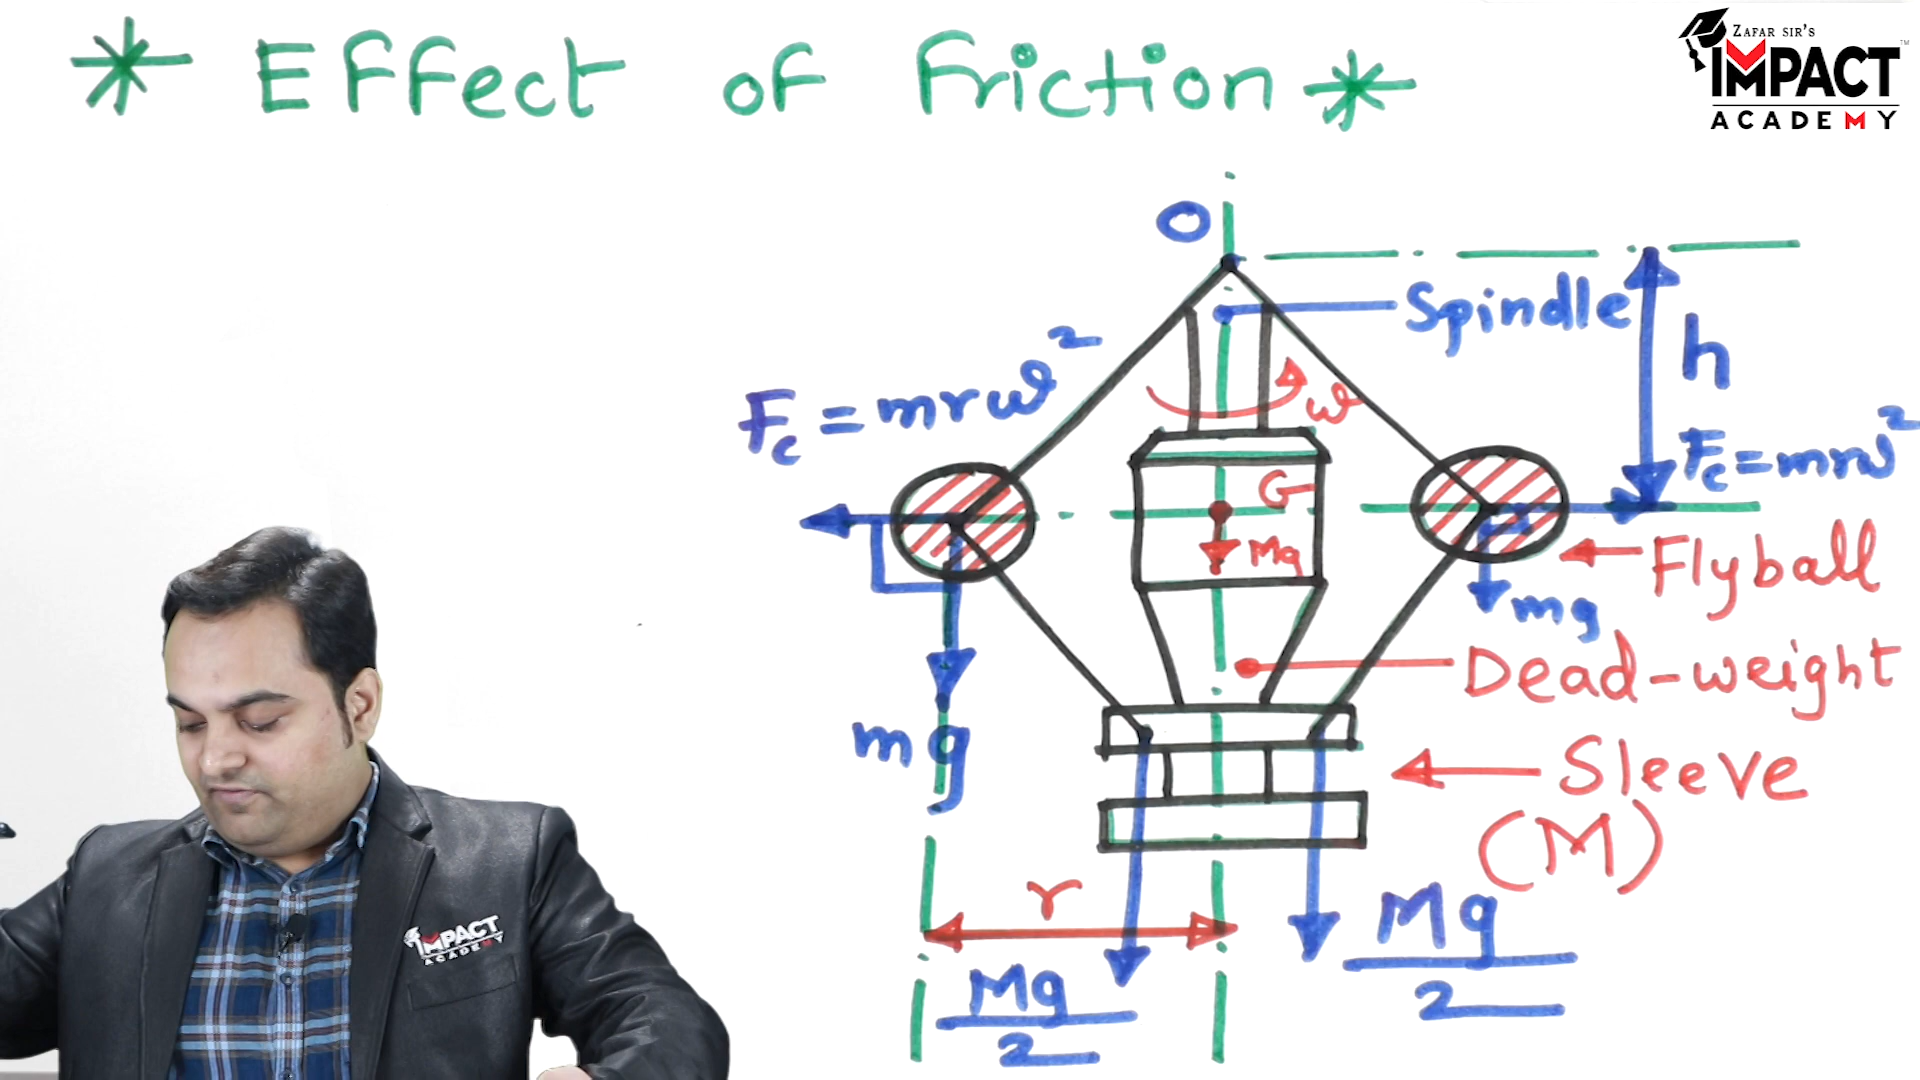 * Effect of Friction *
ZAFAR SIR'S
IMPACT
TM
ACADEMY
O
Spindle
h
Fc = mrω²
ω
Fc=mrω²
G
Mg
Flyball
mg
mg
Dead-weight
Sleeve
(M)
r
Mg
2
Mg
2
IMPACT
ACADEMY